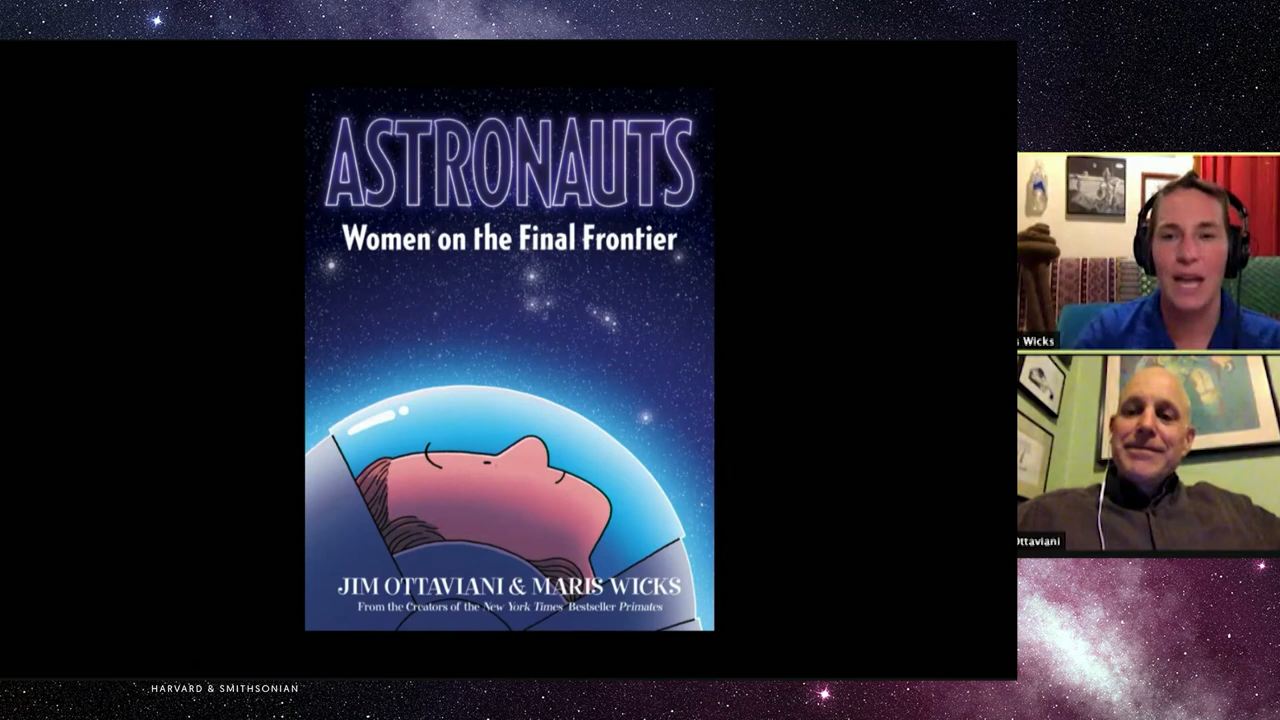 ASTRONAUTS
Women on the Final Frontier
JIM OTTAVIANI & MARIS WICKS
From the Creators of the New York Times Bestseller Primates
Wicks
Ottaviani
HARVARD & SMITHSONIAN